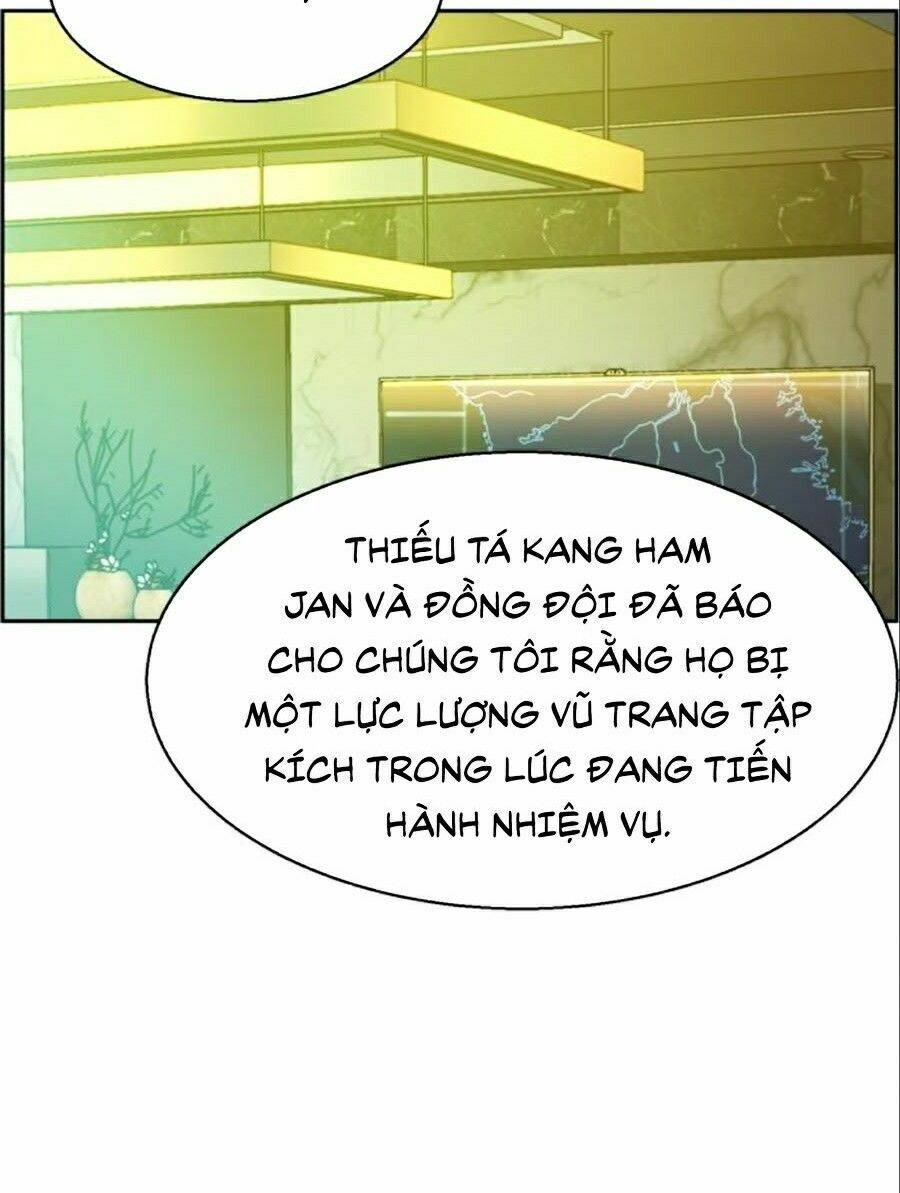 THIẾU TÁ KANG HAM
JAN VÀ ĐỒNG ĐỘI ĐÃ BÁO
CHO CHÚNG TÔI RẰNG HỌ BỊ
MỘT LỰC LƯỢNG VŨ TRANG TẬP
KÍCH TRONG LÚC ĐANG TIẾN
HÀNH NHIỆM VỤ.